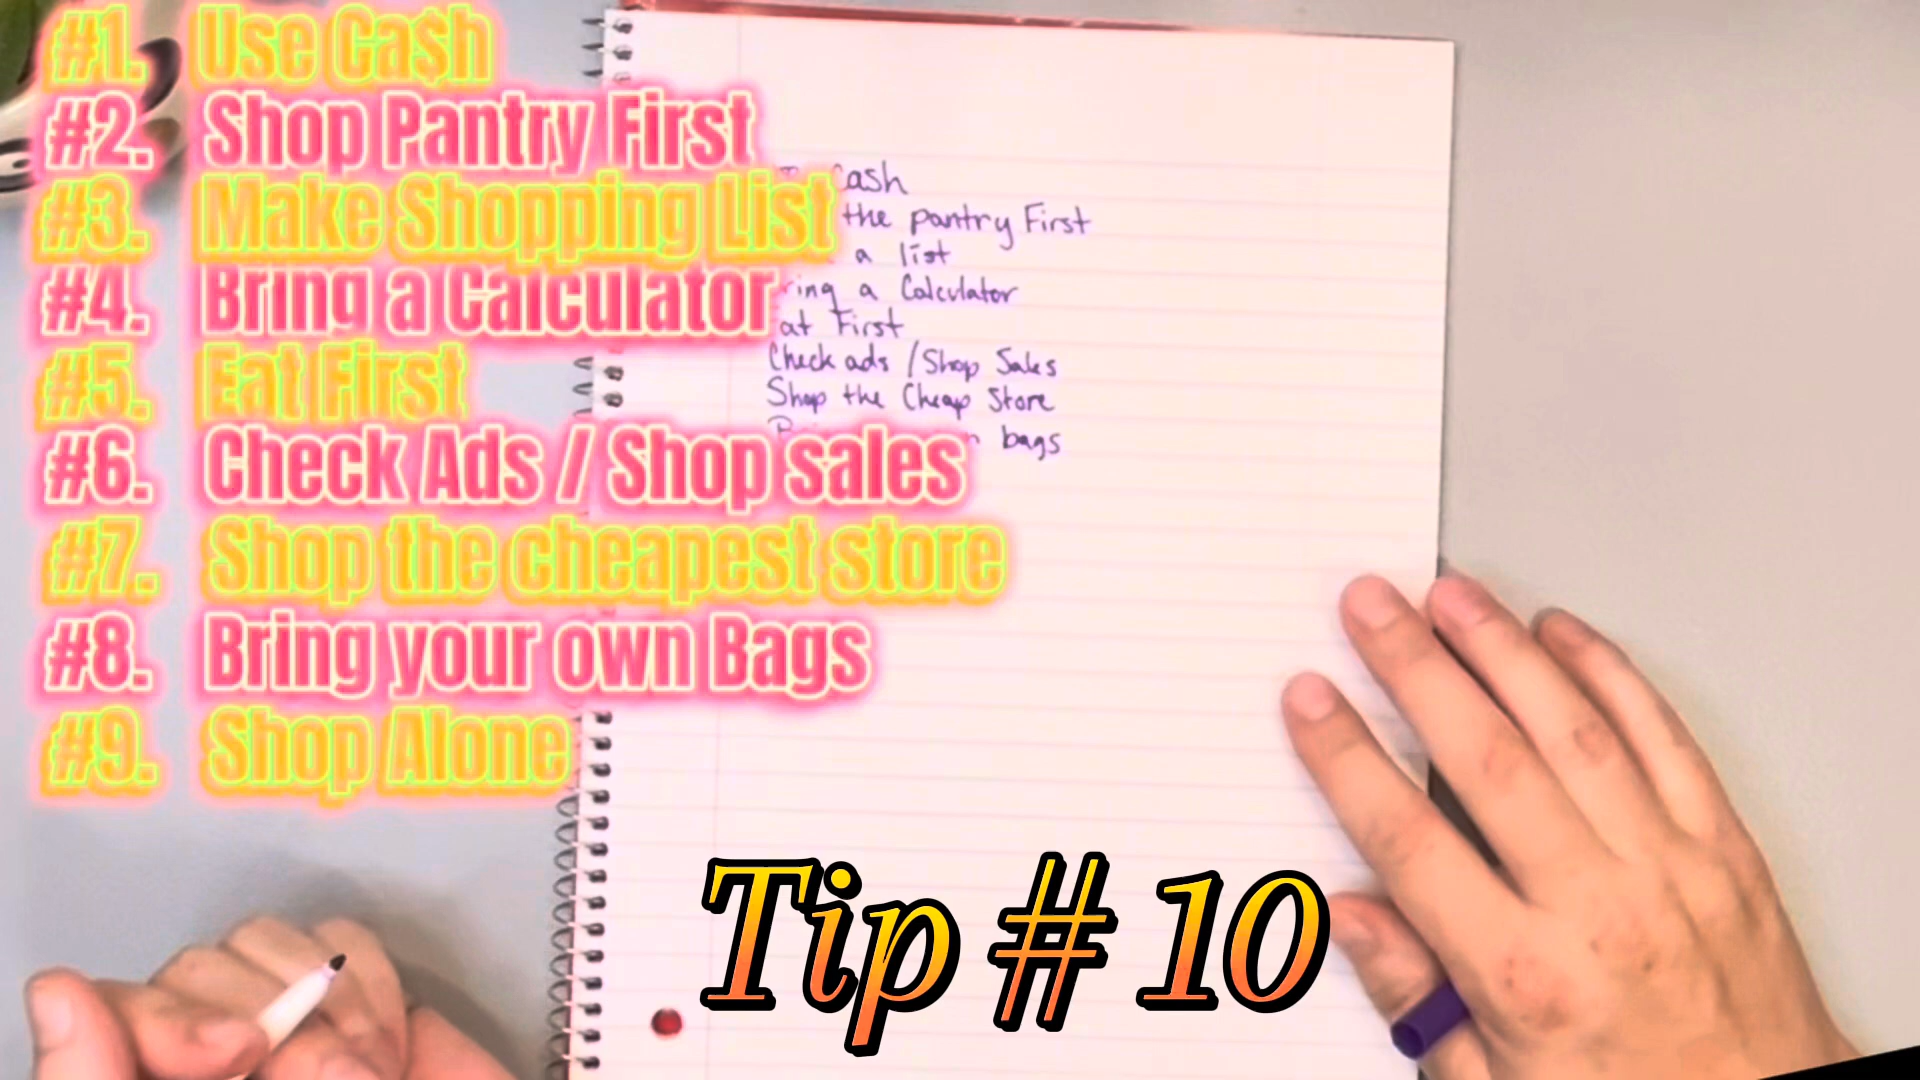 #1. Use Ca$h
#2. Shop Pantry First
#3. Make Shopping List
#4. Bring a Calculator
#5. Eat First
#6. Check Ads / Shop sales
#7. Shop the cheapest store
#8. Bring your own Bags
#9. Shop Alone
Cash
the pantry First
a list
ring a Calculator
at First
Check ads / Shop Sales
Shop the Cheap Store
bags
Tip # 10